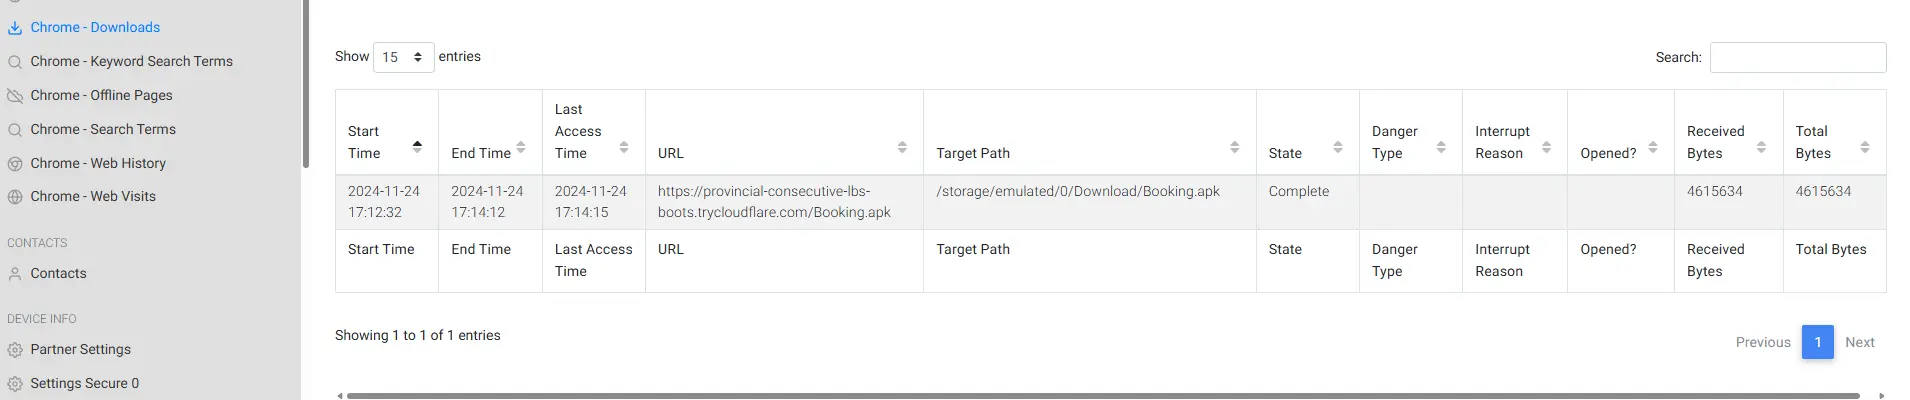 Chrome - Downloads
Chrome - Keyword Search Terms
Chrome - Offline Pages
Chrome - Search Terms
Chrome - Web History
Chrome - Web Visits
CONTACTS
Contacts
DEVICE INFO
Partner Settings
Settings Secure 0
Show 15 entries
Search:
Start
Time
End Time
Last
Access
Time
URL
Target Path
State
Danger
Type
Interrupt
Reason
Opened?
Received
Bytes
Total
Bytes
2024-11-24
17:12:32
2024-11-24
17:14:12
2024-11-24
17:14:15
https://provincial-consecutive-lbs-
boots.trycloudflare.com/Booking.apk
/storage/emulated/0/Download/Booking.apk
Complete
4615634
4615634
Start Time
End Time
Last Access
Time
URL
Target Path
State
Danger
Type
Interrupt
Reason
Opened?
Received
Bytes
Total Bytes
Showing 1 to 1 of 1 entries
Previous 1 Next